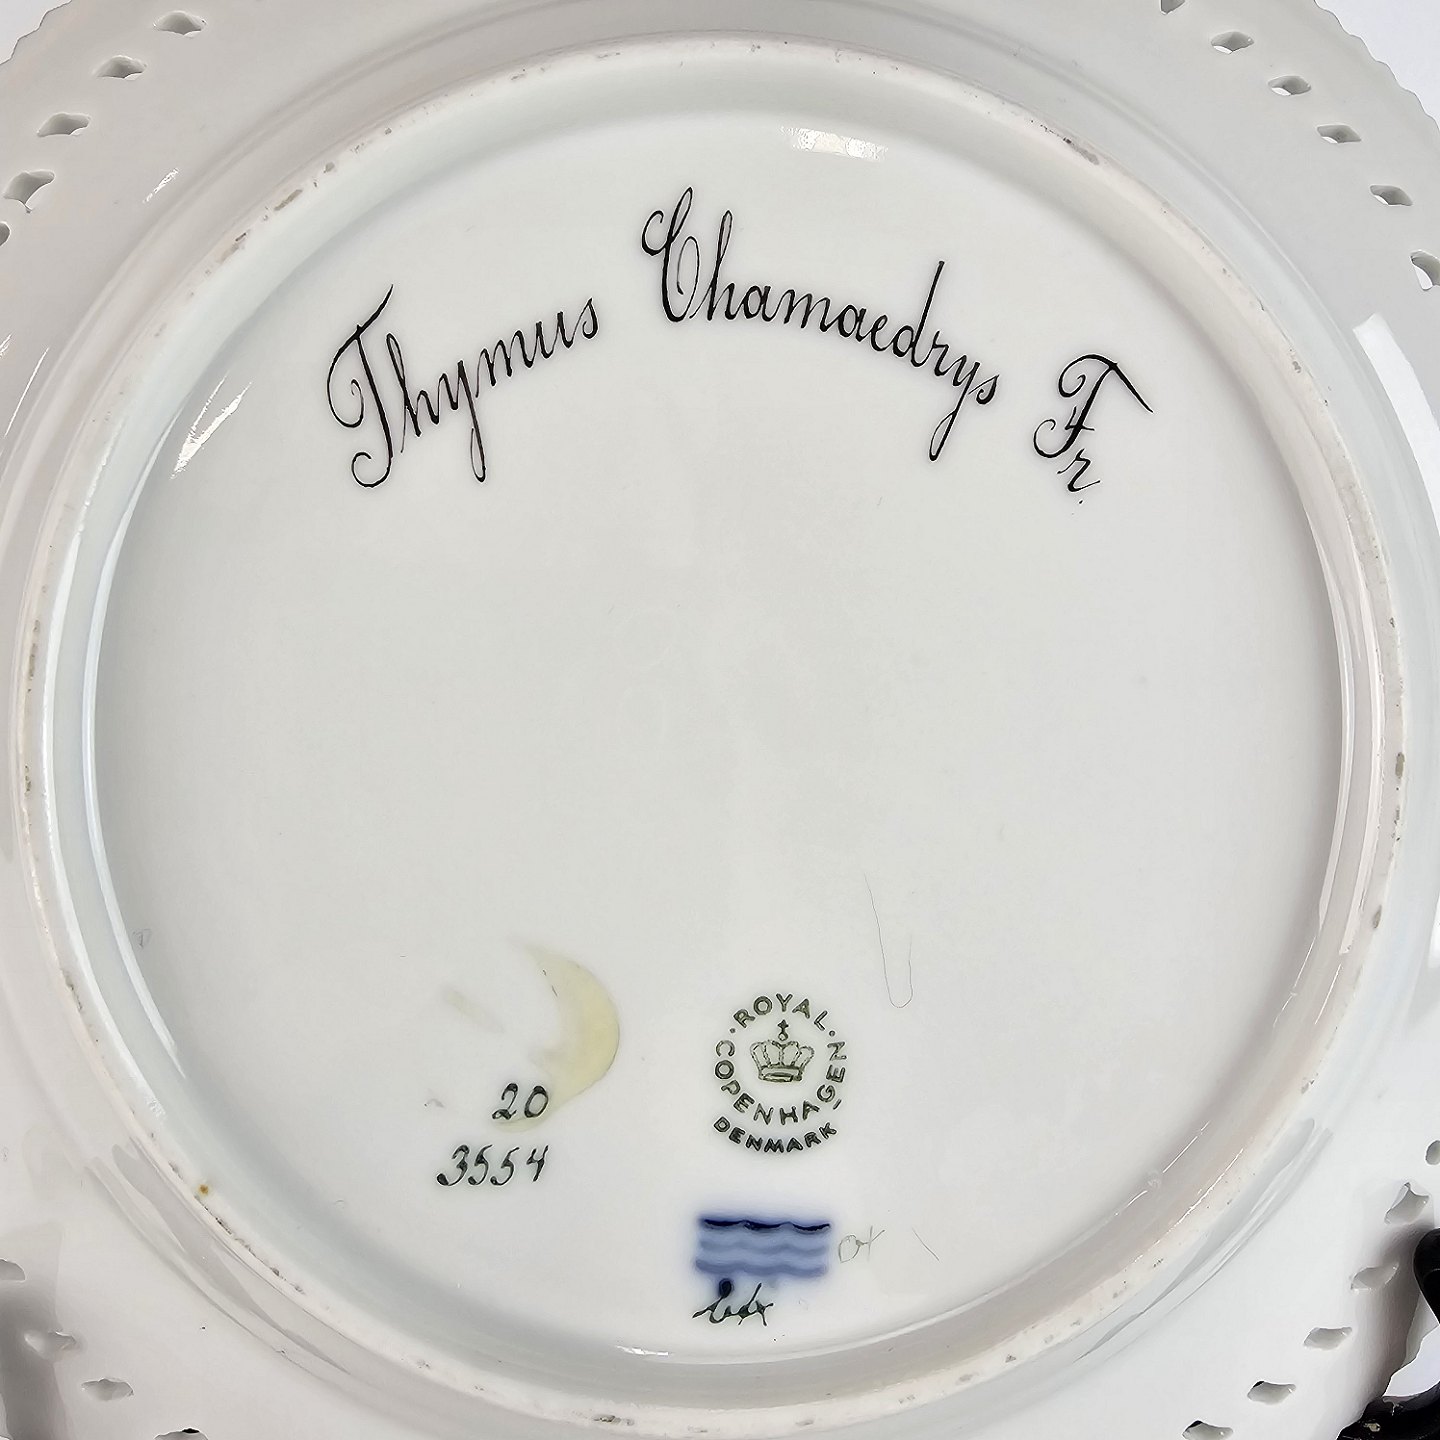 Thymus Chamaedrys Fr.
20
3554
ROYAL
COPENHAGEN
DENMARK